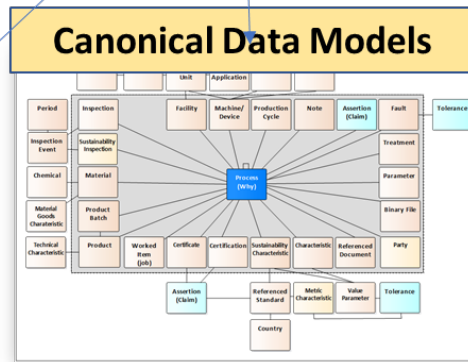 Canonical Data Models
Unit
Application
Period
Inspection
Facility
Machine/
Device
Production
Cycle
Note
Assertion
(Claim)
Fault
Tolerance
Inspection
Event
Sustainability
Inspection
Treatment
Chemical
Material
Process
(Why)
Parameter
Material
Goods
Charateristic
Product
Batch
Binary File
Technical
Characteristic
Product
Worked
Item
(job)
Certificate
Certification
Sustainability
Characteristic
Characteristic
Referenced
Document
Party
Assertion
(Claim)
Referenced
Standard
Metric
Characteristic
Value
Parameter
Tolerance
Country